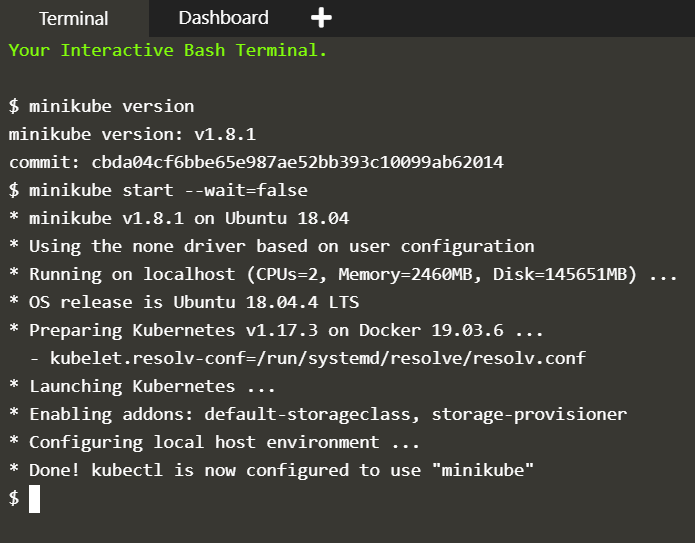 Terminal
Dashboard
Your Interactive Bash Terminal.
$ minikube version
minikube version: v1.8.1
commit: cbda04cf6bbe65e987ae52bb393c10099ab62014
$ minikube start --wait=false
* minikube v1.8.1 on Ubuntu 18.04
* Using the none driver based on user configuration
* Running on localhost (CPUs=2, Memory=2460MB, Disk=145651MB) ...
* OS release is Ubuntu 18.04.4 LTS
* Preparing Kubernetes v1.17.3 on Docker 19.03.6 ...
  - kubelet.resolv-conf=/run/systemd/resolve/resolv.conf
* Launching Kubernetes ...
* Enabling addons: default-storageclass, storage-provisioner
* Configuring local host environment ...
* Done! kubectl is now configured to use "minikube"
$